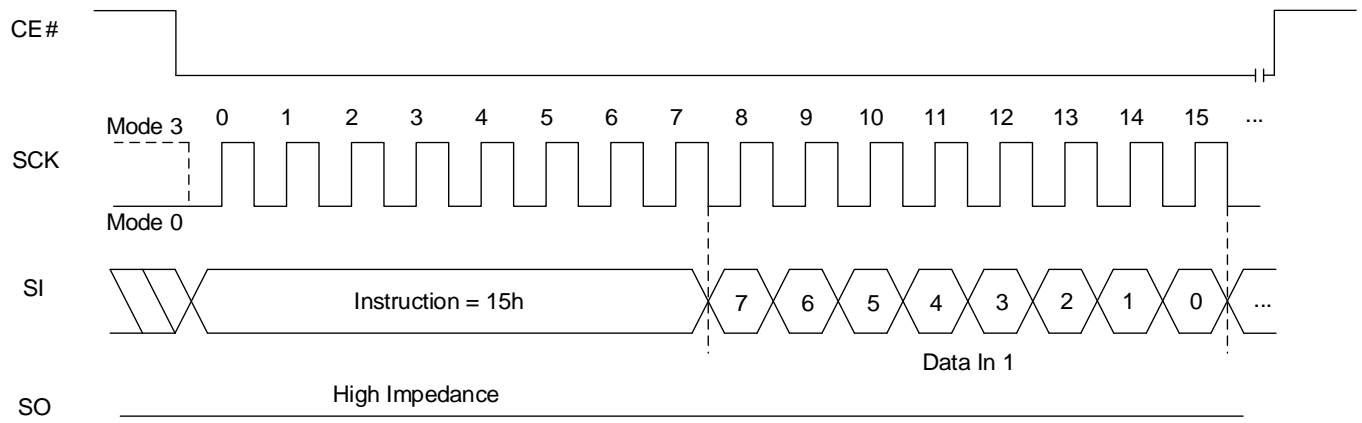 CE#
Mode 3 0 1 2 3 4 5 6 7 8 9 10 11 12 13 14 15 ...
SCK
Mode 0
SI Instruction = 15h 7 6 5 4 3 2 1 0 ...
Data In 1
High Impedance
SO